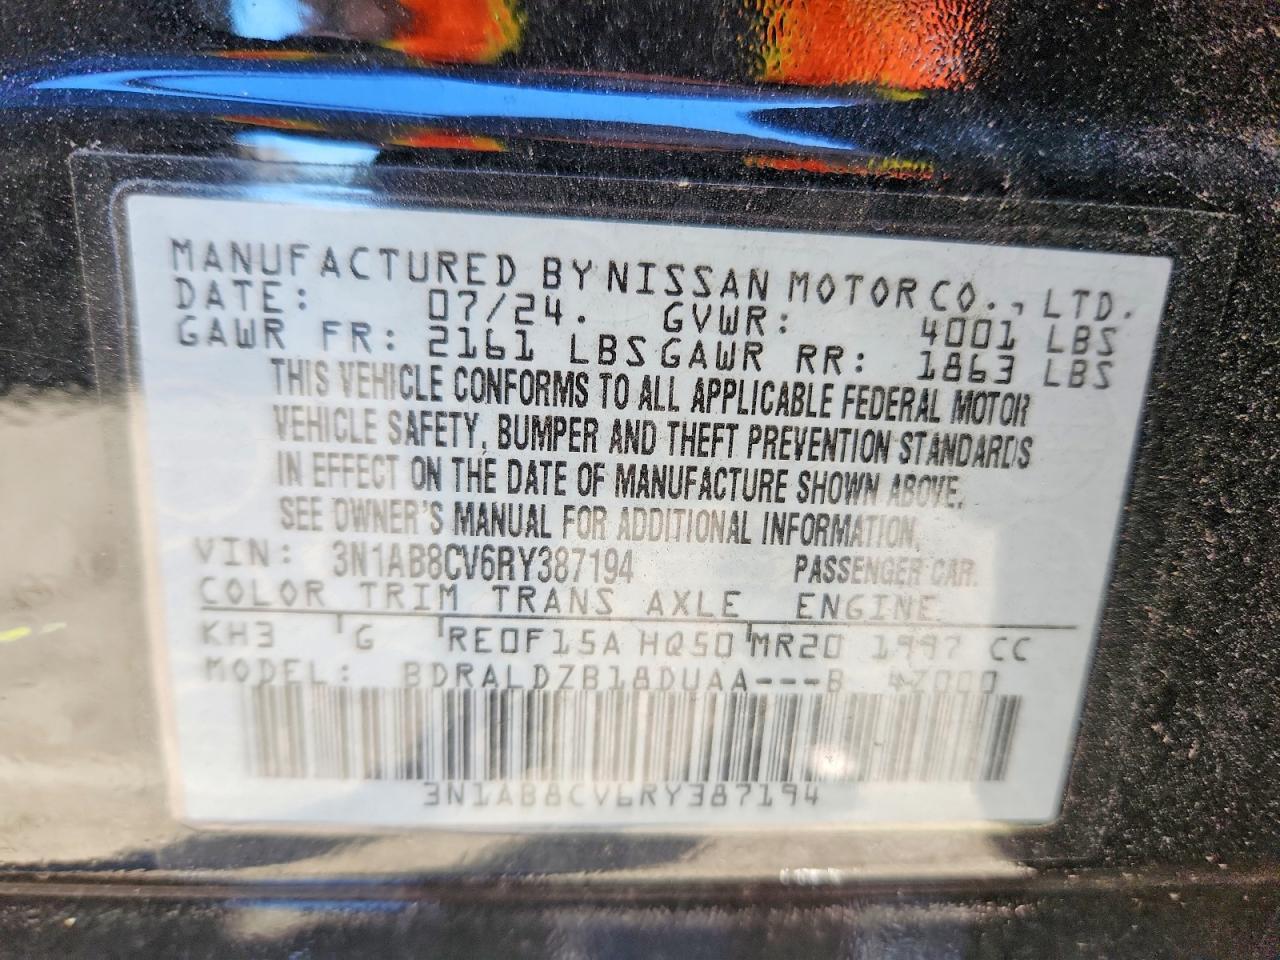 MANUFACTURED BY NISSAN MOTOR CO., LTD.
DATE: 07/24. GVWR: 4001 LBS
GAWR FR: 2161 LBS GAWR RR: 1863 LBS
THIS VEHICLE CONFORMS TO ALL APPLICABLE FEDERAL MOTOR
VEHICLE SAFETY, BUMPER AND THEFT PREVENTION STANDARDS
IN EFFECT ON THE DATE OF MANUFACTURE SHOWN ABOVE.
SEE OWNER'S MANUAL FOR ADDITIONAL INFORMATION.
VIN: 3N1AB8CV6RY387194 PASSENGER CAR.
COLOR TRIM TRANS AXLE ENGINE
KH3 G RE0F15A HQ50 MR20 1997 CC
MODEL: BDRALDZB18DUAA---B
3N1AB8CV6RY387194